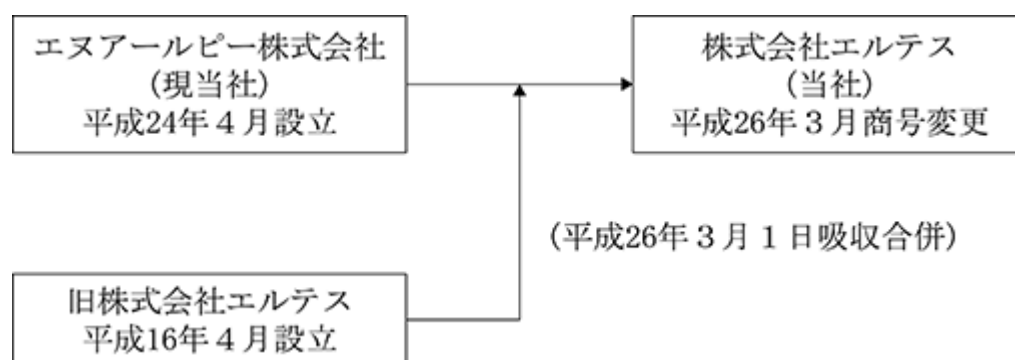 エヌアールピー株式会社
(現当社)
平成24年４月設立
株式会社エルテス
(当社)
平成26年３月商号変更
(平成26年３月１日吸収合併)
旧株式会社エルテス
平成16年４月設立